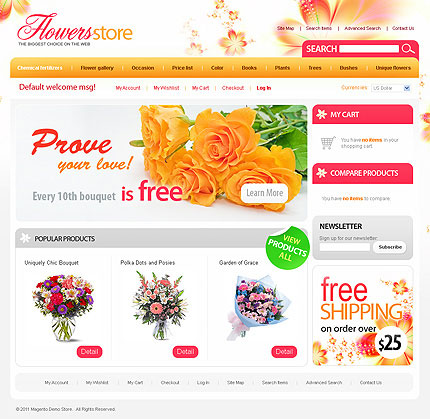 Flowersstore
THE BIGGEST CHOICE ON THE WEB
Site Map | Search Terms | Advanced Search | Contact Us
SEARCH
Chemical fertilizers Flower gallery Occasion Price list Color Books Plants Trees Bushes Unique flowers
Default welcome msg! My Account | My Wishlist | My Cart | Checkout | Log In
Currencies: US Dollar
Prove
your love!
Every 10th bouquet is free
Learn More
MY CART
You have no items in your
shopping cart.
COMPARE PRODUCTS
You have no items to compare.
NEWSLETTER
Sign up for our newsletter:
Subscribe
POPULAR PRODUCTS
VIEW
PRODUCTS
ALL
Uniquely Chic Bouquet
Polka Dots and Posies
Garden of Grace
Detail
Detail
Detail
free
SHIPPING
on order over
$25
My Account | My Wishlist | My Cart | Checkout | Log In | Site Map | Search Terms | Advanced Search | Contact Us
© 2011 Magento Demo Store. All Rights Reserved.